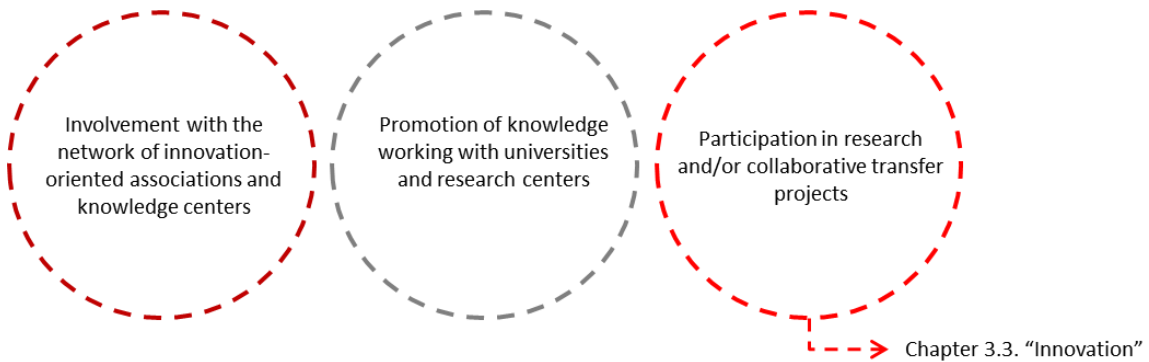 Involvement with the
network of innovation-
oriented associations and
knowledge centers
Promotion of knowledge
working with universities
and research centers
Participation in research
and/or collaborative transfer
projects
Chapter 3.3. “Innovation”